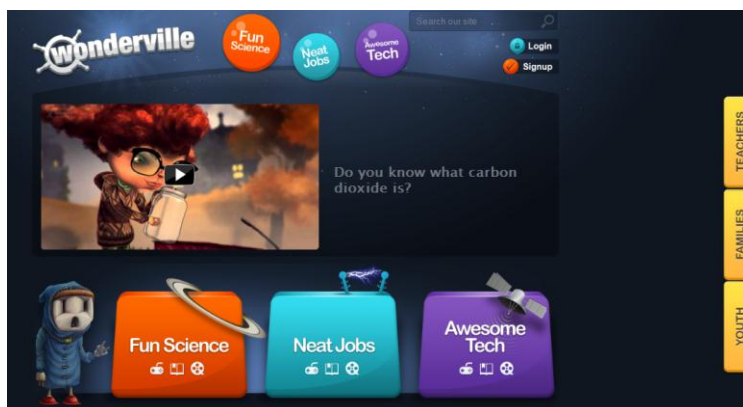 wonderville
Fun
Science
Neat
Jobs
Awesome
Tech
Search our site
Login
Signup
Do you know what carbon
dioxide is?
TEACHERS
FAMILIES
YOUTH
Fun Science
Neat Jobs
Awesome
Tech